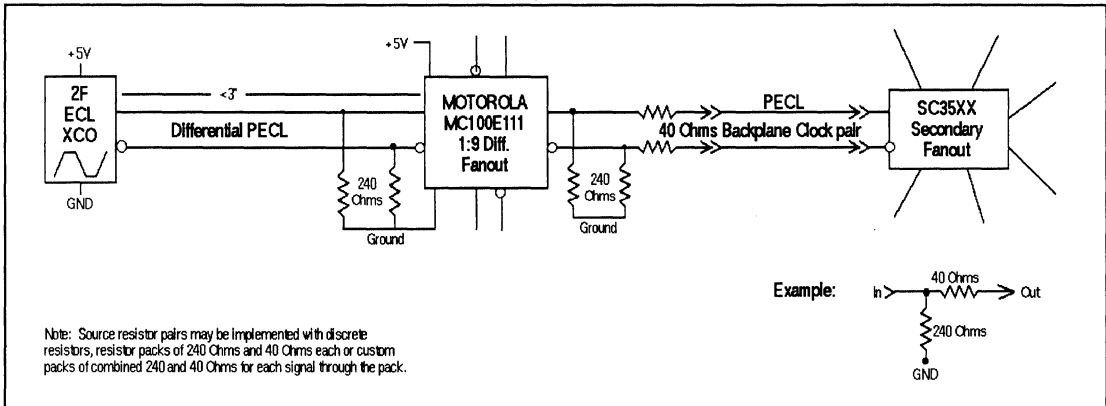 +5V
2F
ECL
XCO
GND
<3"
Differential PECL
240
Ohms
Ground
+5V
MOTOROLA
MC100E111
1:9 Diff.
Fanout
240
Ohms
Ground
PECL
40 Ohms Backplane Clock pair
SC35XX
Secondary
Fanout
Example:
In
40 Ohms
Out
240 Ohms
GND
Note: Source resistor pairs may be implemented with discrete
resistors, resistor packs of 240 Ohms and 40 Ohms each or custom
packs of combined 240 and 40 Ohms for each signal through the pack.